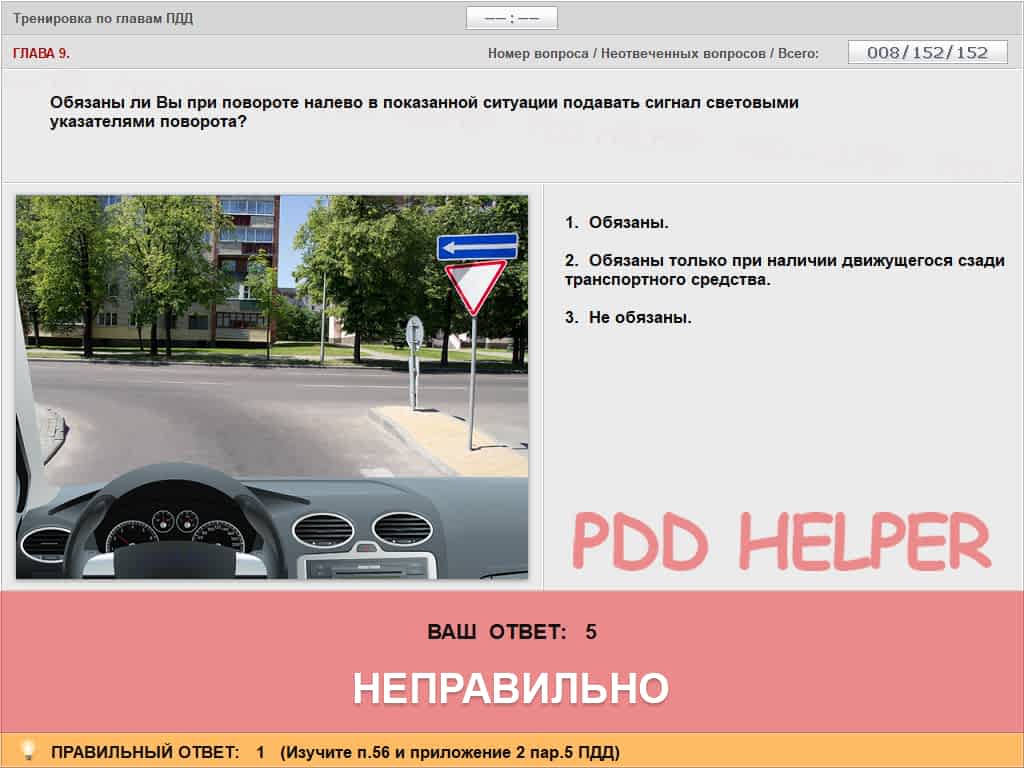 Тренировка по главам ПДД
—— : ——
ГЛАВА 9.
Номер вопроса / Неотвеченных вопросов / Всего:
008/152/152
Обязаны ли Вы при повороте налево в показанной ситуации подавать сигнал световыми
указателями поворота?
1. Обязаны.
2. Обязаны только при наличии движущегося сзади
транспортного средства.
3. Не обязаны.
PDD HELPER
ВАШ ОТВЕТ: 5
НЕПРАВИЛЬНО
ПРАВИЛЬНЫЙ ОТВЕТ: 1 (Изучите п.56 и приложение 2 пар.5 ПДД)